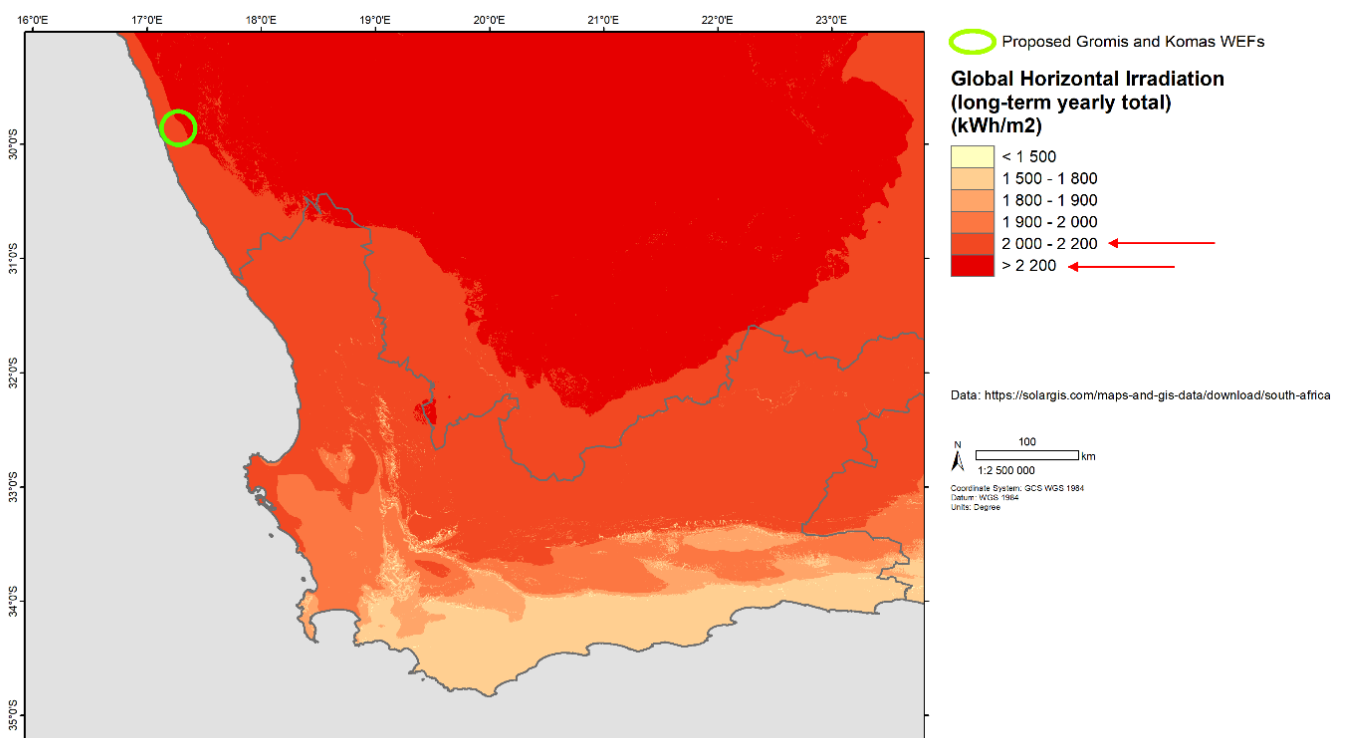 16°0'E 17°0'E 18°0'E 19°0'E 20°0'E 21°0'E 22°0'E 23°0'E
30°0'S
31°0'S
32°0'S
33°0'S
34°0'S
35°0'S
Proposed Gromis and Komas WEFs
Global Horizontal Irradiation
(long-term yearly total)
(kWh/m2)
< 1 500
1 500 - 1 800
1 800 - 1 900
1 900 - 2 000
2 000 - 2 200
> 2 200
Data: https://solargis.com/maps-and-gis-data/download/south-africa
N
100
km
1:2 500 000
Coordinate System: GCS WGS 1984
Datum: WGS 1984
Units: Degree